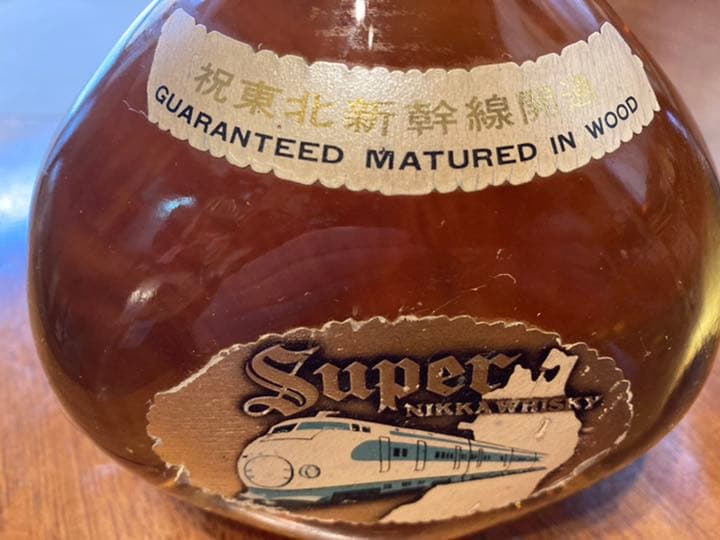 祝東北新幹線開通
GUARANTEED MATURED IN WOOD
Super
NIKKA WHISKY